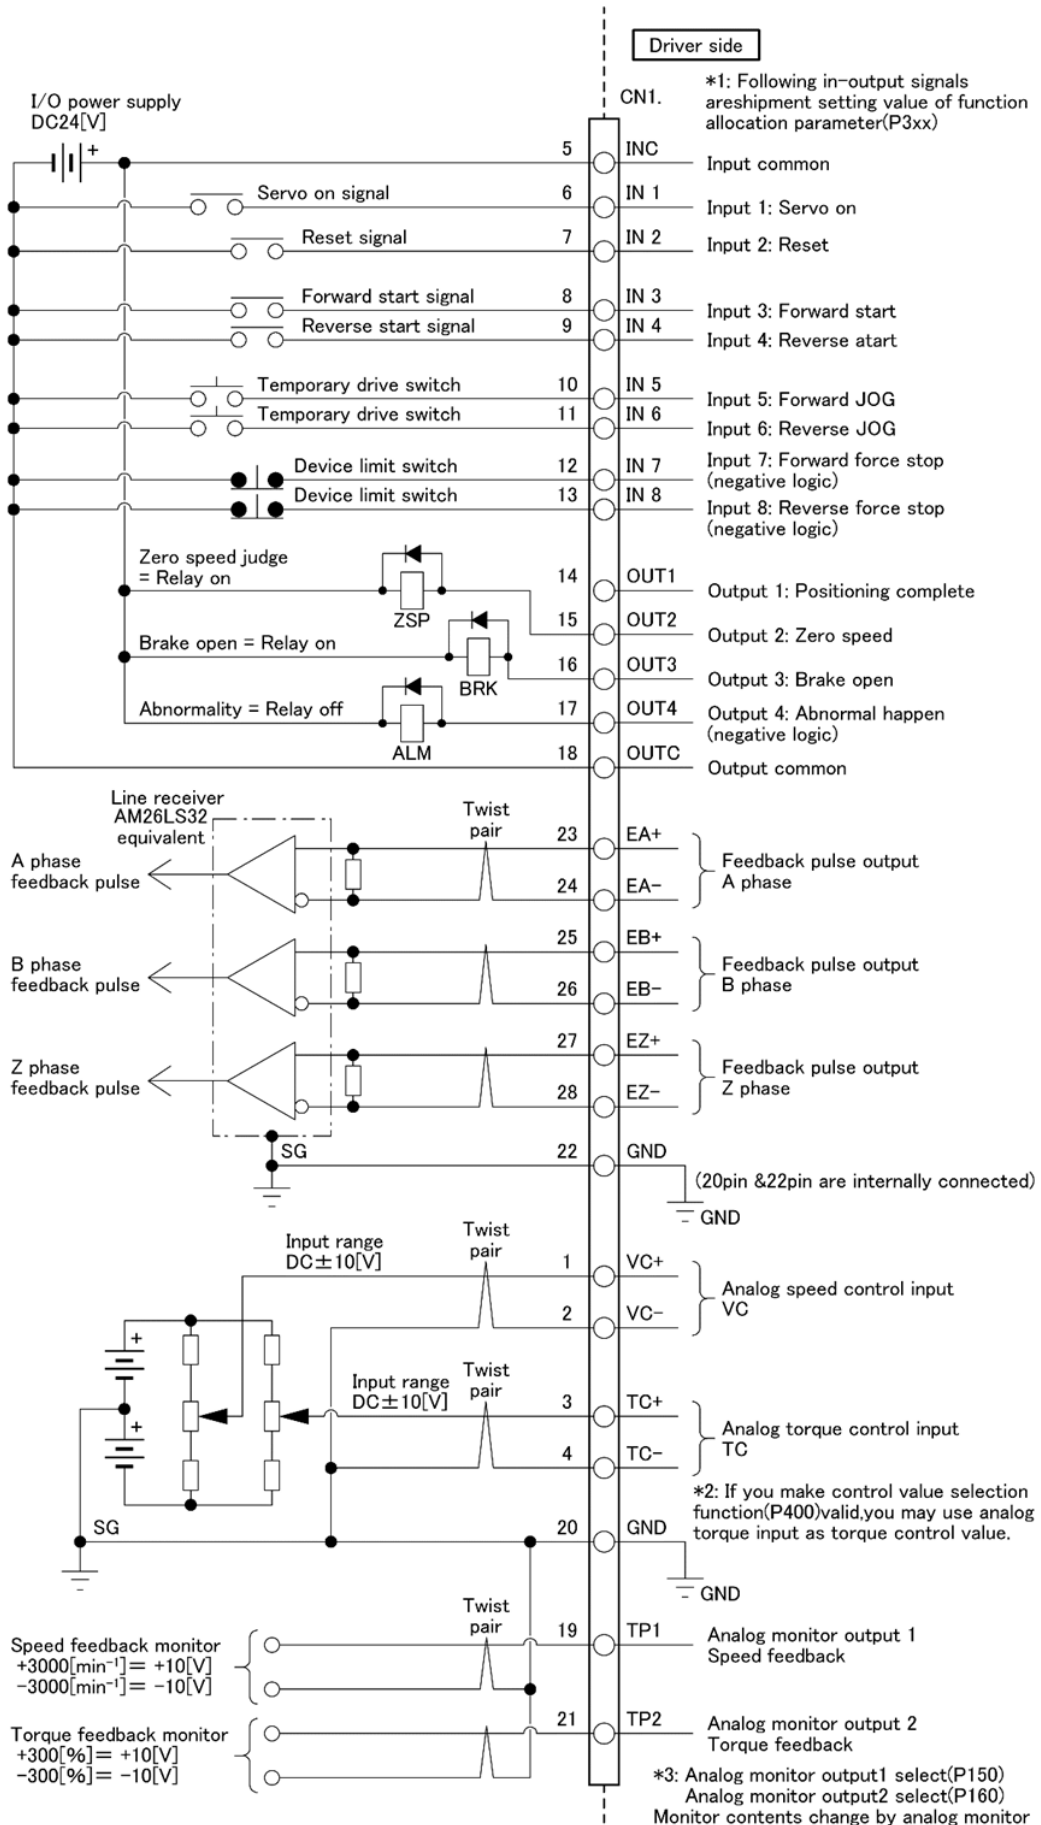 Driver side
CN1.
*1: Following in-output signals
areshipment setting value of function
allocation parameter(P3xx)
I/O power supply
DC24[V]
+
5 INC Input common
Servo on signal 6 IN 1 Input 1: Servo on
Reset signal 7 IN 2 Input 2: Reset
Forward start signal 8 IN 3 Input 3: Forward start
Reverse start signal 9 IN 4 Input 4: Reverse atart
Temporary drive switch 10 IN 5 Input 5: Forward JOG
Temporary drive switch 11 IN 6 Input 6: Reverse JOG
Device limit switch 12 IN 7 Input 7: Forward force stop
(negative logic)
Device limit switch 13 IN 8 Input 8: Reverse force stop
(negative logic)
Zero speed judge
= Relay on
ZSP
14 OUT1 Output 1: Positioning complete
15 OUT2 Output 2: Zero speed
Brake open = Relay on
BRK
16 OUT3 Output 3: Brake open
Abnormality = Relay off
ALM
17 OUT4 Output 4: Abnormal happen
(negative logic)
18 OUTC Output common
Line receiver
AM26LS32
equivalent
Twist
pair
A phase
feedback pulse
23 EA+
24 EA-
Feedback pulse output
A phase
B phase
feedback pulse
25 EB+
26 EB-
Feedback pulse output
B phase
Z phase
feedback pulse
27 EZ+
28 EZ-
Feedback pulse output
Z phase
SG
22 GND
(20pin &22pin are internally connected)
GND
Input range
DC±10[V]
Twist
pair
1 VC+
2 VC-
Analog speed control input
VC
+
+
Input range
DC±10[V]
Twist
pair
3 TC+
4 TC-
Analog torque control input
TC
*2: If you make control value selection
function(P400)valid,you may use analog
torque input as torque control value.
SG
20 GND
GND
Twist
pair
Speed feedback monitor
+3000[min⁻¹]= +10[V]
-3000[min⁻¹]= -10[V]
19 TP1 Analog monitor output 1
Speed feedback
Torque feedback monitor
+300[%]= +10[V]
-300[%]= -10[V]
21 TP2 Analog monitor output 2
Torque feedback
*3: Analog monitor output1 select(P150)
Analog monitor output2 select(P160)
Monitor contents change by analog monitor